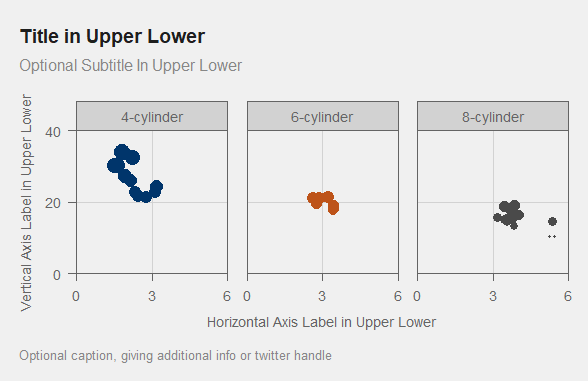 Title in Upper Lower
Optional Subtitle In Upper Lower
Vertical Axis Label in Upper Lower
4-cylinder 6-cylinder 8-cylinder
40
20
0
0 3 6 0 3 6 0 3 6
Horizontal Axis Label in Upper Lower
Optional caption, giving additional info or twitter handle